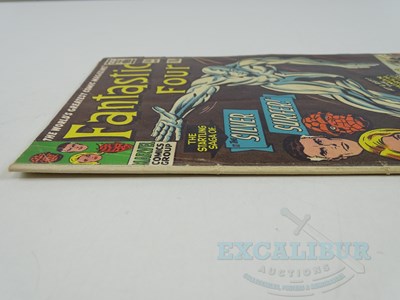 THE WORLD'S GREATEST COMIC MAGAZINE!
Fantastic
Four
MARVEL
COMICS
GROUP
THE
STARTLING
SAGA OF
THE
SILVER
SURFER!
EXCALIBUR
AUCTIONS